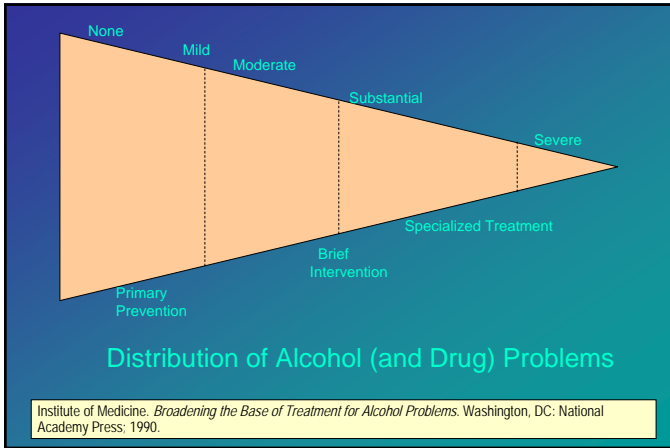 None
Mild
Moderate
Substantial
Severe
Specialized Treatment
Brief
Intervention
Primary
Prevention
Distribution of Alcohol (and Drug) Problems
Institute of Medicine. Broadening the Base of Treatment for Alcohol Problems. Washington, DC: National
Academy Press; 1990.